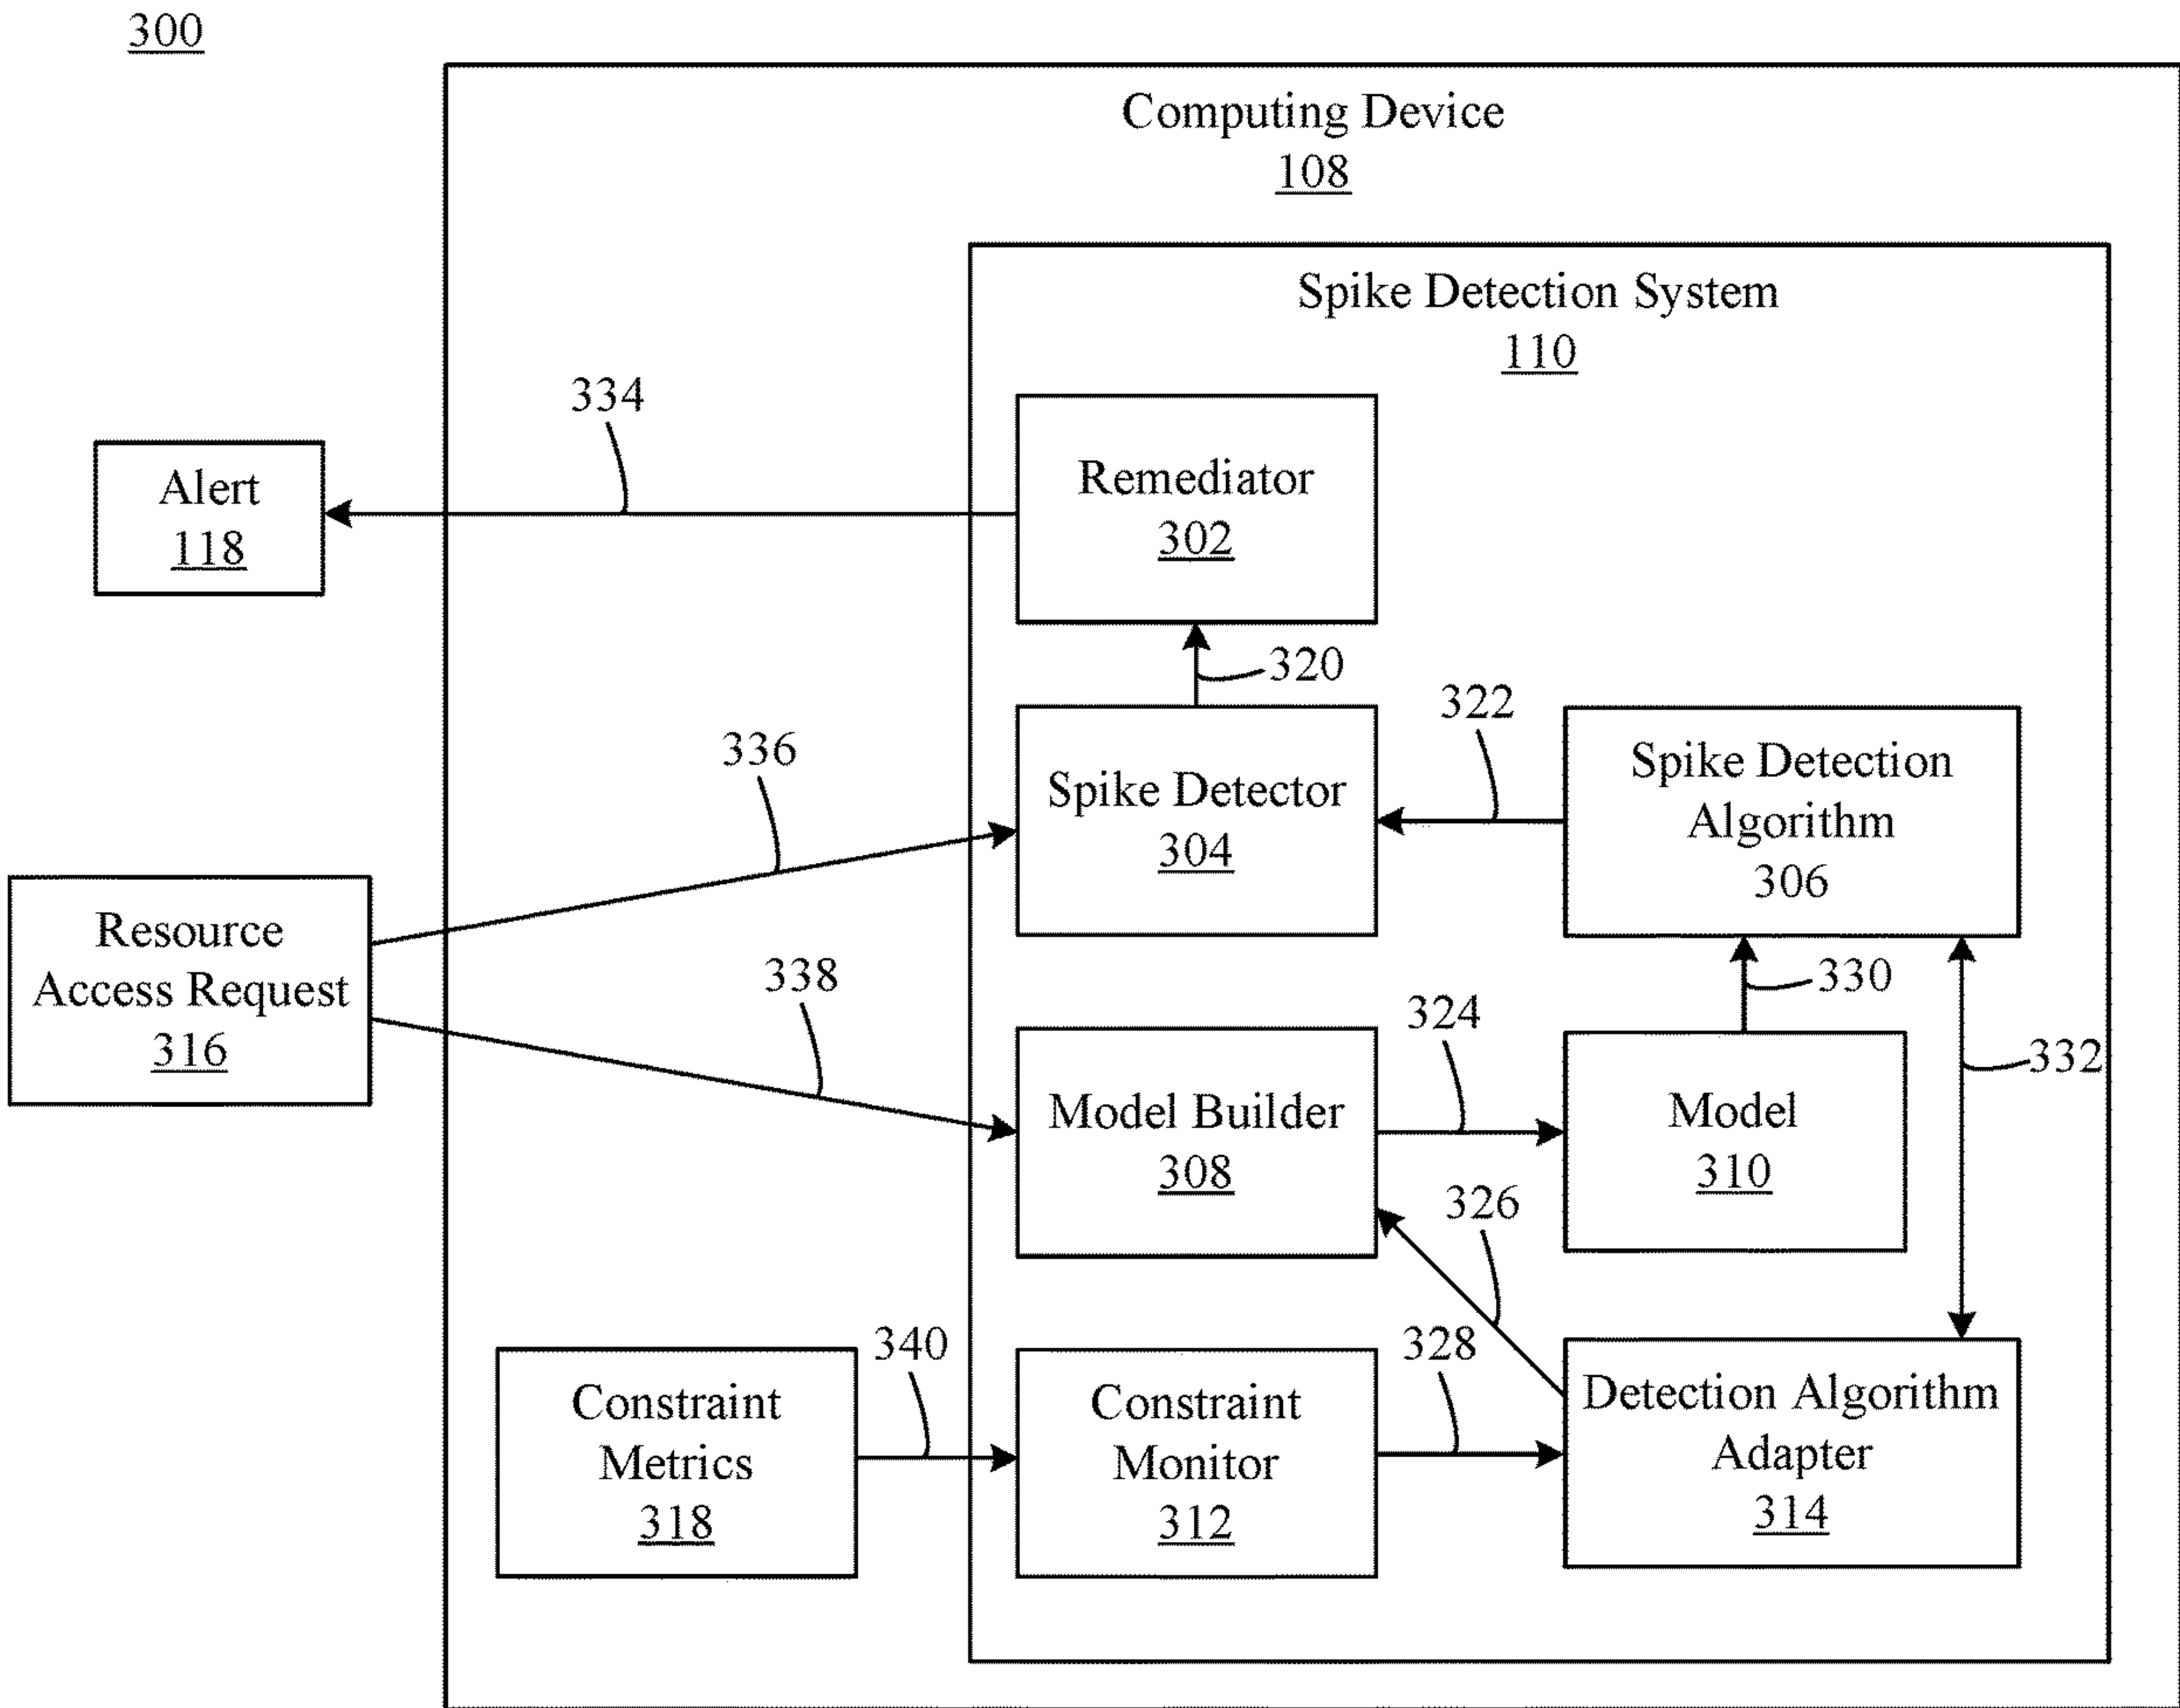 300
Computing Device
108
Spike Detection System
110
334
Alert
118
Remediator
302
320
322
336
Spike Detector
304
Spike Detection
Algorithm
306
Resource
Access Request
316
338
324
330
332
Model Builder
308
Model
310
326
340
328
Constraint
Metrics
318
Constraint
Monitor
312
Detection Algorithm
Adapter
314